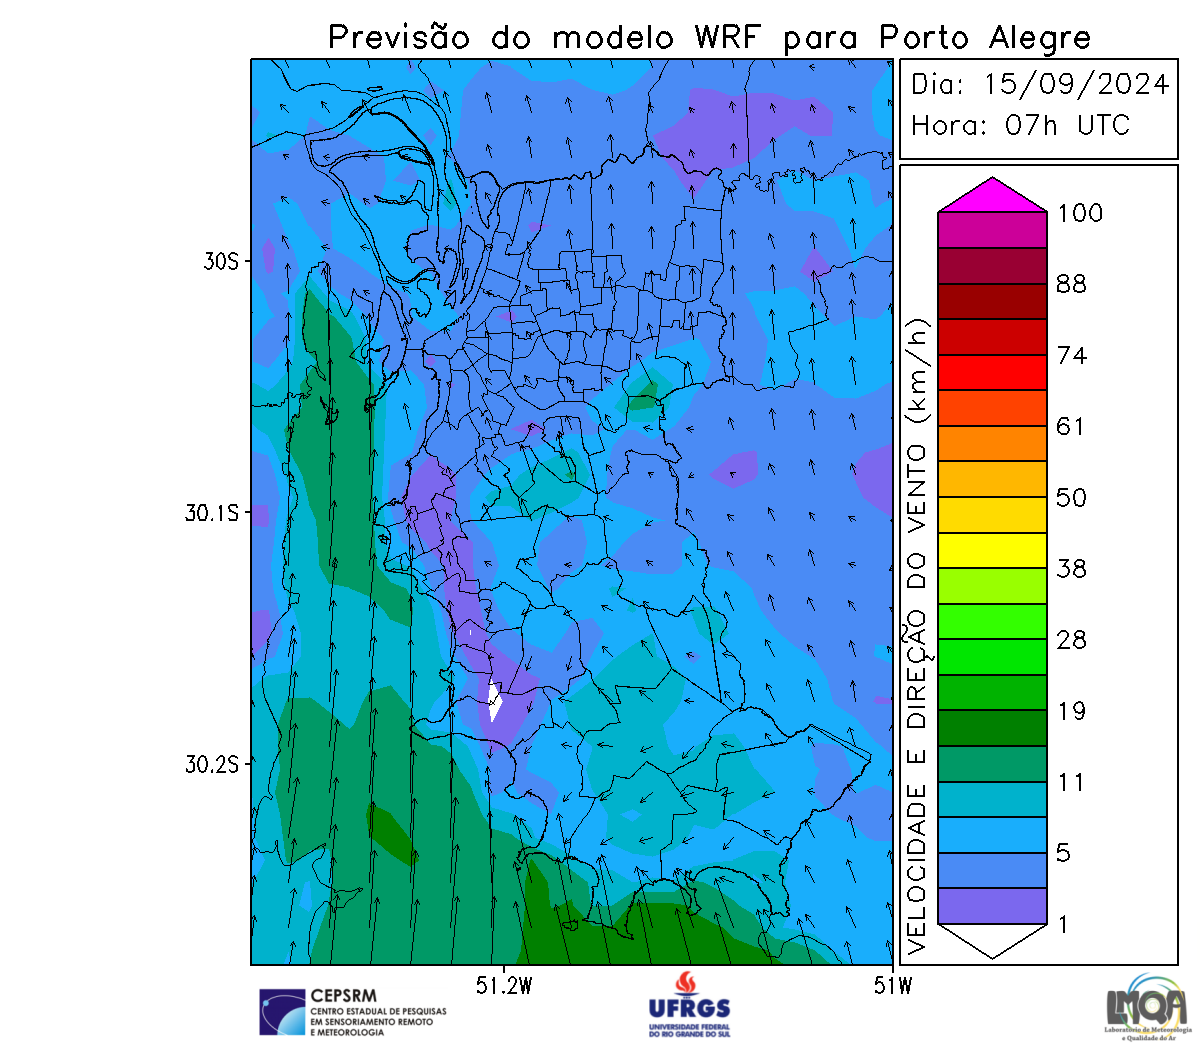 Previsão do modelo WRF para Porto Alegre
Dia: 15/09/2024
Hora: 07h UTC
30S
30.1S
30.2S
51.2W
51W
VELOCIDADE E DIREÇÃO DO VENTO (km/h)
100
88
74
61
50
38
28
19
11
5
1
CEPSRM
CENTRO ESTADUAL DE PESQUISAS
EM SENSORIAMENTO REMOTO
E METEOROLOGIA
UFRGS
UNIVERSIDADE FEDERAL
DO RIO GRANDE DO SUL
LMQA
Laboratório de Meteorologia
e Qualidade do Ar